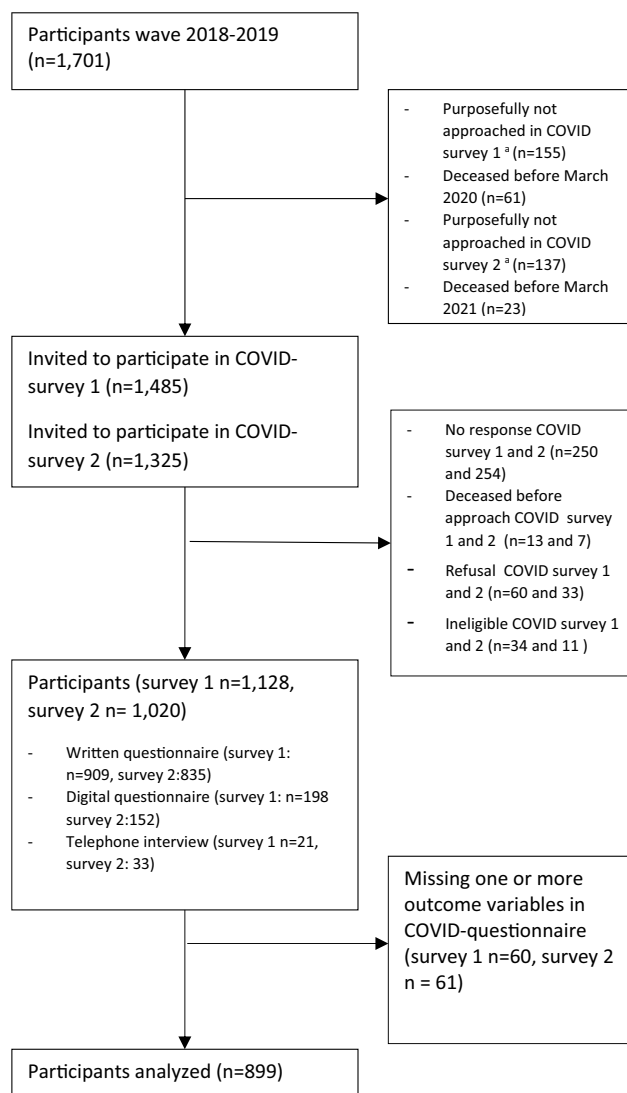 Participants wave 2018-2019
(n=1,701)
- Purposefully not
approached in COVID
survey 1 ª (n=155)
- Deceased before March
2020 (n=61)
- Purposefully not
approached in COVID
survey 2 ª (n=137)
- Deceased before March
2021 (n=23)
Invited to participate in COVID-
survey 1 (n=1,485)
Invited to participate in COVID-
survey 2 (n=1,325)
- No response COVID
survey 1 and 2 (n=250
and 254)
- Deceased before
approach COVID survey
1 and 2 (n=13 and 7)
- Refusal COVID survey 1
and 2 (n=60 and 33)
- Ineligible COVID survey 1
and 2 (n=34 and 11 )
Participants (survey 1 n=1,128,
survey 2 n= 1,020)
- Written questionnaire (survey 1:
n=909, survey 2:835)
- Digital questionnaire (survey 1: n=198
survey 2:152)
- Telephone interview (survey 1 n=21,
survey 2: 33)
Missing one or more
outcome variables in
COVID-questionnaire
(survey 1 n=60, survey 2
n = 61)
Participants analyzed (n=899)